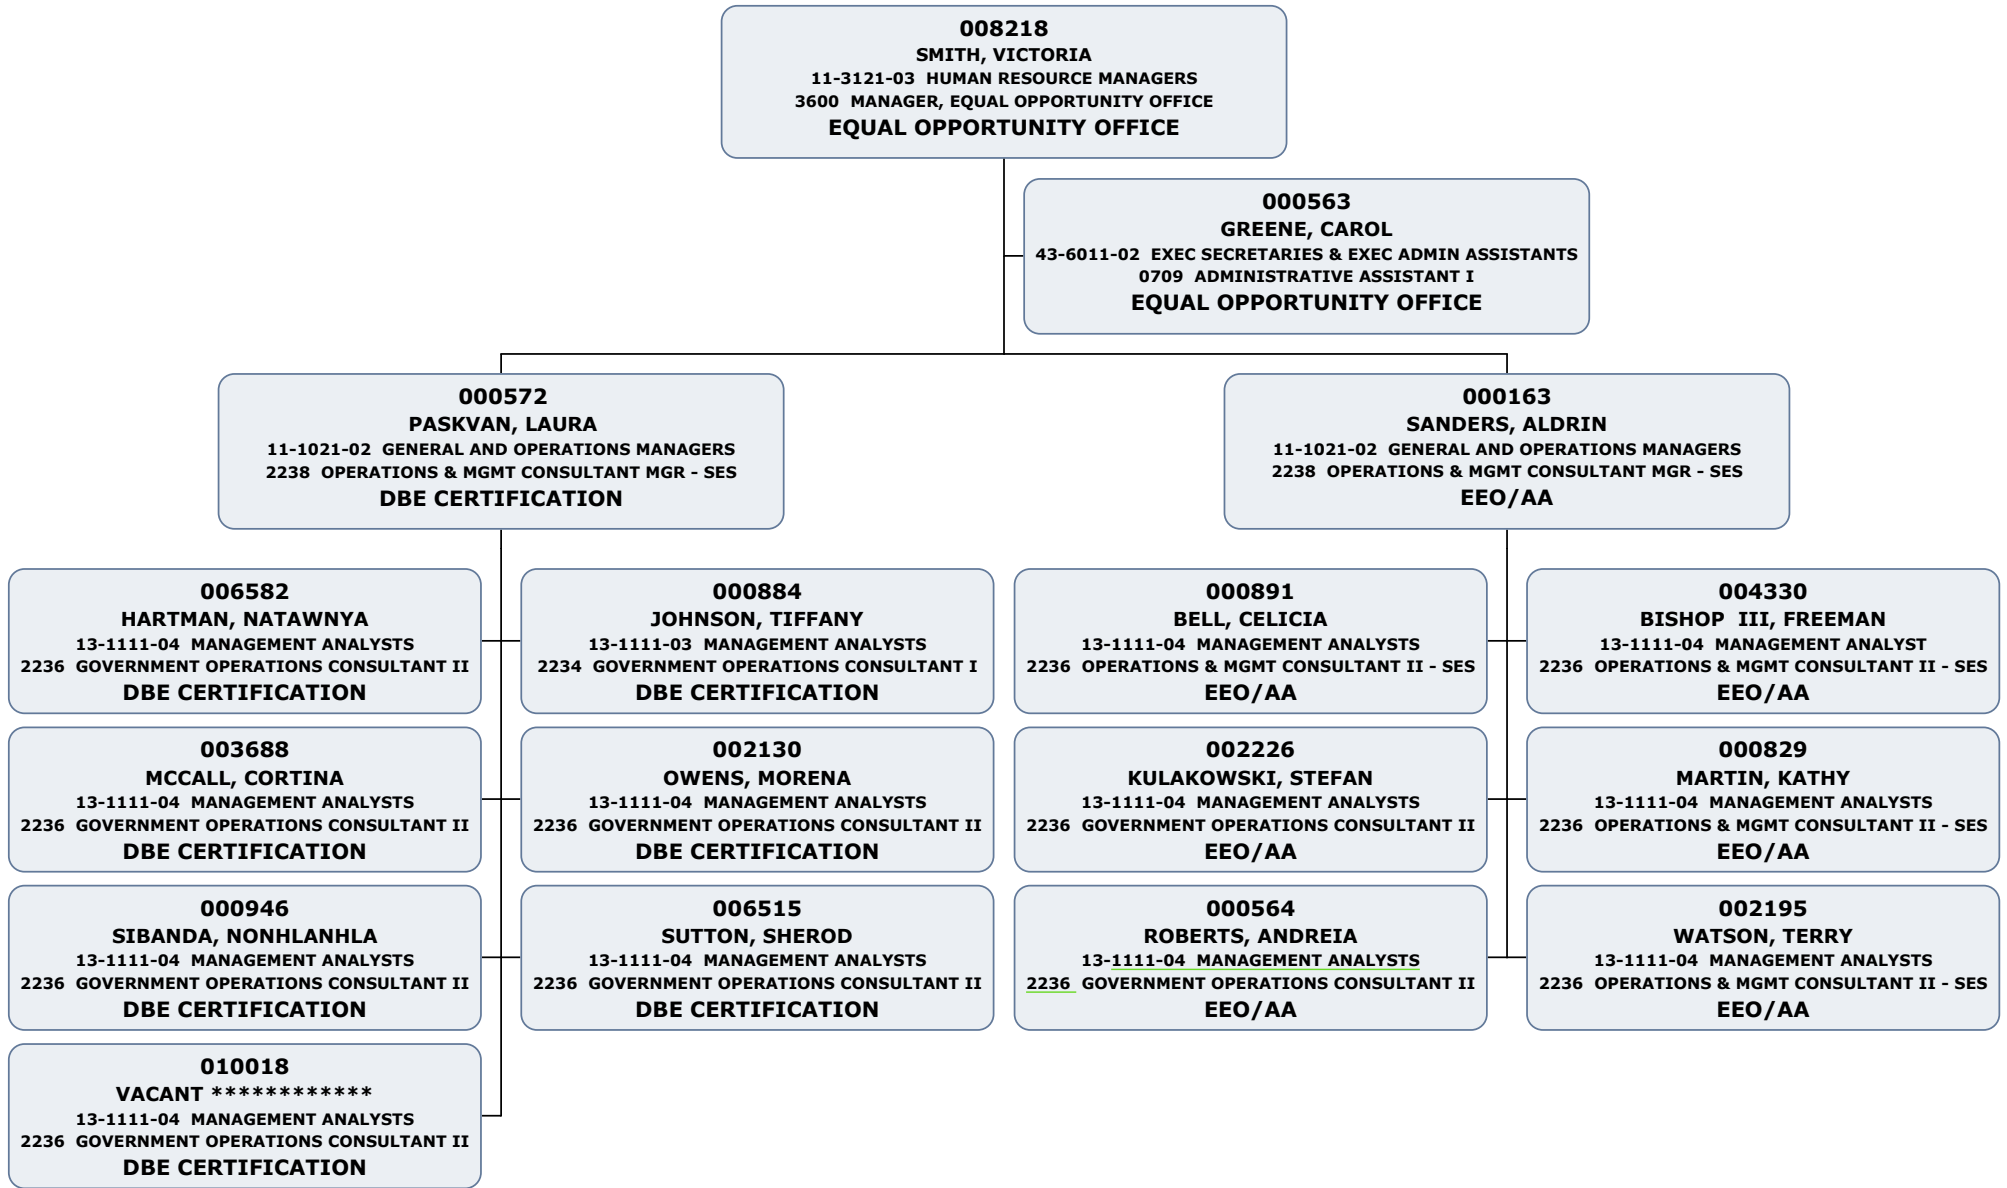 008218
SMITH, VICTORIA
11-3121-03 HUMAN RESOURCE MANAGERS
3600 MANAGER, EQUAL OPPORTUNITY OFFICE
EQUAL OPPORTUNITY OFFICE
000563
GREENE, CAROL
43-6011-02 EXEC SECRETARIES & EXEC ADMIN ASSISTANTS
0709 ADMINISTRATIVE ASSISTANT I
EQUAL OPPORTUNITY OFFICE
000572
PASKVAN, LAURA
11-1021-02 GENERAL AND OPERATIONS MANAGERS
2238 OPERATIONS & MGMT CONSULTANT MGR - SES
DBE CERTIFICATION
000163
SANDERS, ALDRIN
11-1021-02 GENERAL AND OPERATIONS MANAGERS
2238 OPERATIONS & MGMT CONSULTANT MGR - SES
EEO/AA
006582
HARTMAN, NATAWNYA
13-1111-04 MANAGEMENT ANALYSTS
2236 GOVERNMENT OPERATIONS CONSULTANT II
DBE CERTIFICATION
000884
JOHNSON, TIFFANY
13-1111-03 MANAGEMENT ANALYSTS
2234 GOVERNMENT OPERATIONS CONSULTANT I
DBE CERTIFICATION
000891
BELL, CELICIA
13-1111-04 MANAGEMENT ANALYSTS
2236 OPERATIONS & MGMT CONSULTANT II - SES
EEO/AA
004330
BISHOP III, FREEMAN
13-1111-04 MANAGEMENT ANALYST
2236 OPERATIONS & MGMT CONSULTANT II - SES
EEO/AA
003688
MCCALL, CORTINA
13-1111-04 MANAGEMENT ANALYSTS
2236 GOVERNMENT OPERATIONS CONSULTANT II
DBE CERTIFICATION
002130
OWENS, MORENA
13-1111-04 MANAGEMENT ANALYSTS
2236 GOVERNMENT OPERATIONS CONSULTANT II
DBE CERTIFICATION
002226
KULAKOWSKI, STEFAN
13-1111-04 MANAGEMENT ANALYSTS
2236 GOVERNMENT OPERATIONS CONSULTANT II
EEO/AA
000829
MARTIN, KATHY
13-1111-04 MANAGEMENT ANALYSTS
2236 OPERATIONS & MGMT CONSULTANT II - SES
EEO/AA
000946
SIBANDA, NONHLANHLA
13-1111-04 MANAGEMENT ANALYSTS
2236 GOVERNMENT OPERATIONS CONSULTANT II
DBE CERTIFICATION
006515
SUTTON, SHEROD
13-1111-04 MANAGEMENT ANALYSTS
2236 GOVERNMENT OPERATIONS CONSULTANT II
DBE CERTIFICATION
000564
ROBERTS, ANDREIA
13-1111-04 MANAGEMENT ANALYSTS
2236 GOVERNMENT OPERATIONS CONSULTANT II
EEO/AA
002195
WATSON, TERRY
13-1111-04 MANAGEMENT ANALYSTS
2236 OPERATIONS & MGMT CONSULTANT II - SES
EEO/AA
010018
VACANT ************
13-1111-04 MANAGEMENT ANALYSTS
2236 GOVERNMENT OPERATIONS CONSULTANT II
DBE CERTIFICATION